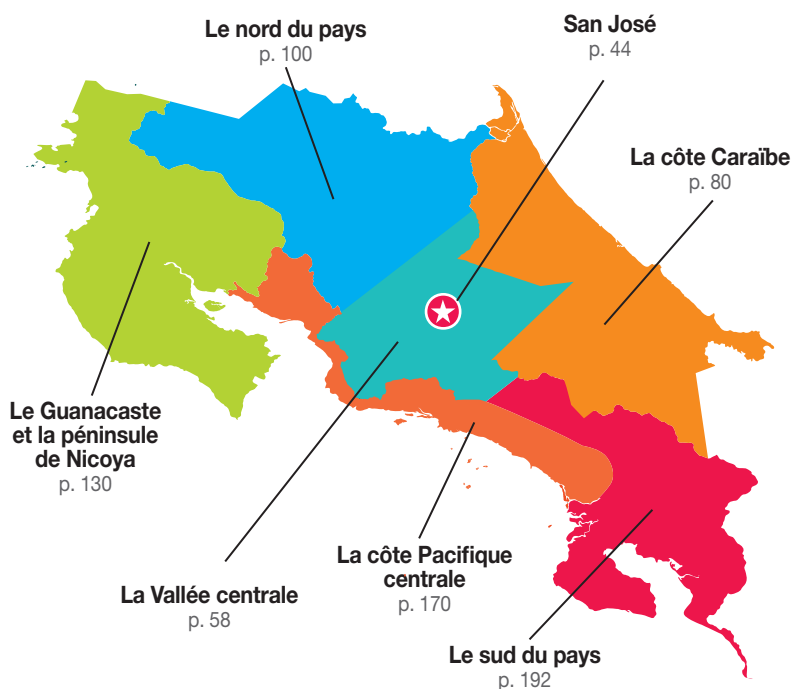 Le nord du pays
p. 100
San José
p. 44
La côte Caraïbe
p. 80
Le Guanacaste
et la péninsule
de Nicoya
p. 130
La côte Pacifique
centrale
p. 170
La Vallée centrale
p. 58
Le sud du pays
p. 192